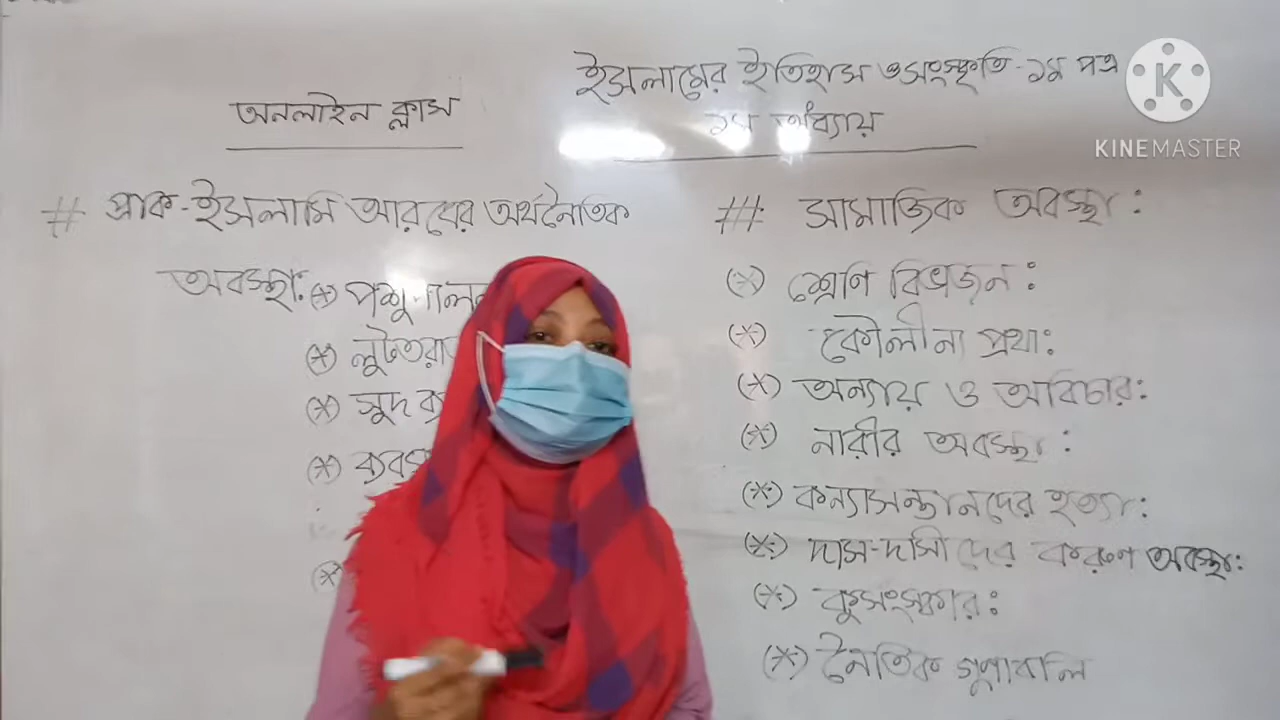 ইসলামের ইতিহাস ও সংস্কৃতি - ১ম পত্র
১ম অধ্যায়
অনলাইন ক্লাস
K
KINEMASTER
# প্রাক-ইসলামি আরবের অর্থনৈতিক
অবস্থা:
(*) পশুপালন
(*)
(*) সুদ
(*)
(*)
## সামাজিক অবস্থা :
(*) শ্রেণি বিভাজন :
(*) কৌলীন্য প্রথা:
(*) অন্যায় ও অবিচার:
(*) নারীর অবস্থা :
(*) কন্যাসন্তানদের হত্যা:
(*) দাস-দাসীদের করুণ অবস্থা:
(*) কুসংস্কার:
(*) নৈতিক গুণাবলি